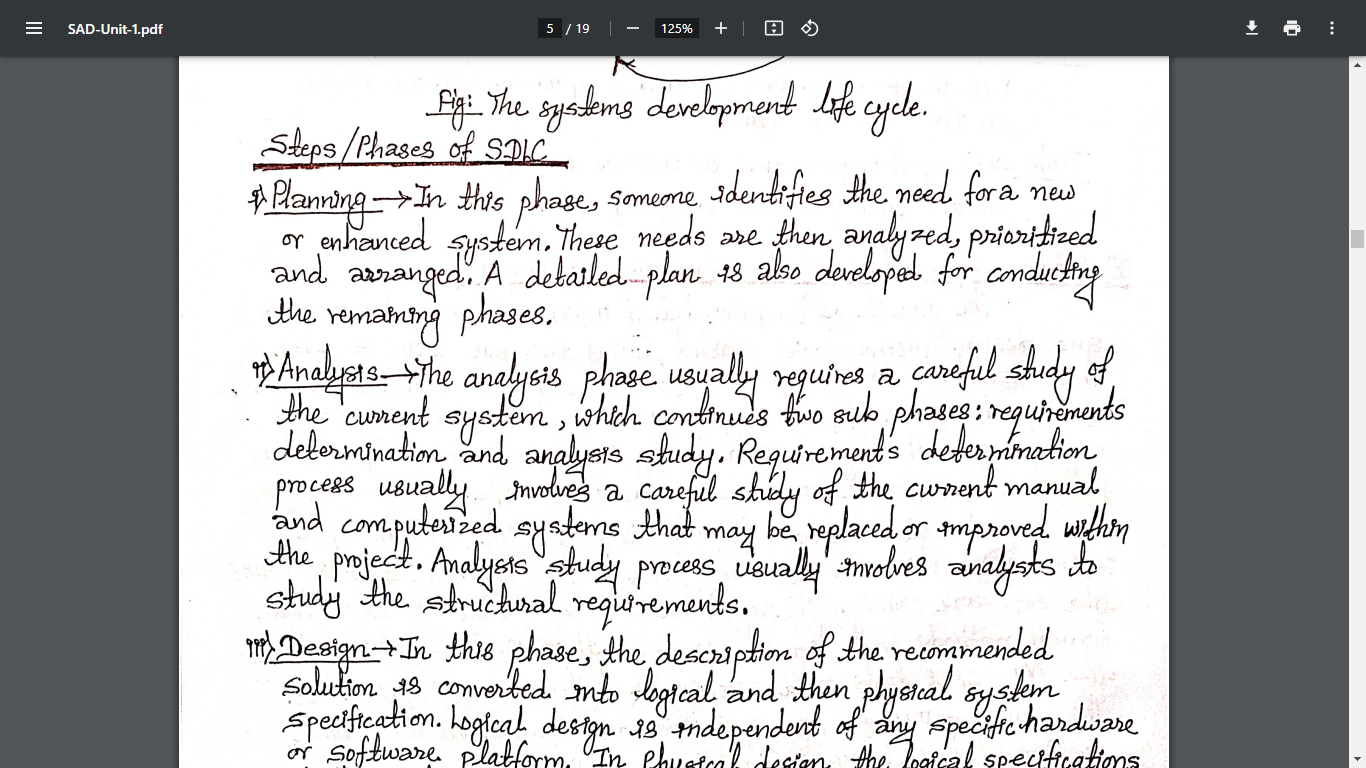 SAD-Unit-1.pdf
5 / 19
125%
Fig: The systems development life cycle.
Steps/Phases of SDLC
i) Planning → In this phase, someone identifies the need for a new
or enhanced system. These needs are then analyzed, prioritized
and arranged. A detailed plan is also developed for conducting
the remaining phases.
ii) Analysis → The analysis phase usually requires a careful study of
the current system, which continues two sub phases: requirements
determination and analysis study. Requirements determination
process usually involves a careful study of the current manual
and computerized systems that may be replaced or improved within
the project. Analysis study process usually involves analysts to
study the structural requirements.
iii) Design → In this phase, the description of the recommended
solution is converted into logical and then physical system
specification. Logical design is independent of any specific hardware
or software platform. In Physical design, the logical specifications